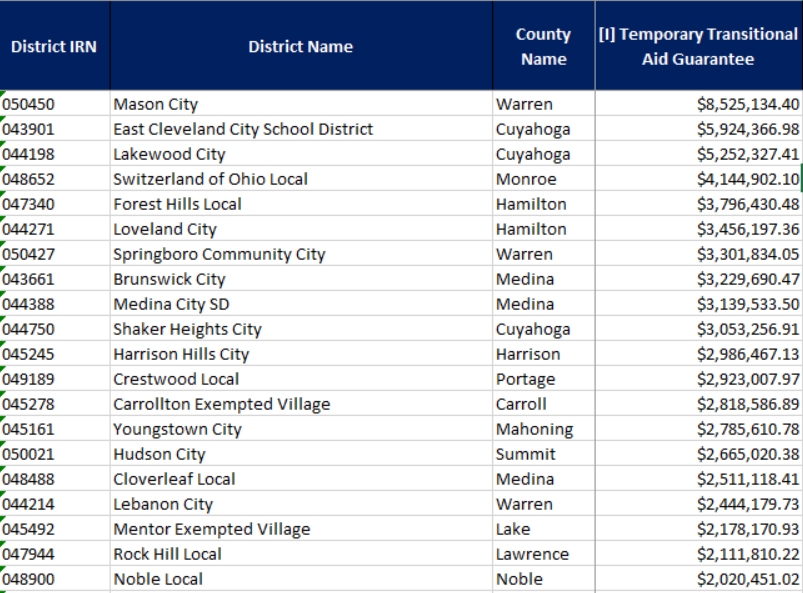 District IRN District Name County Name [I] Temporary Transitional Aid Guarantee
050450 Mason City Warren $8,525,134.40
043901 East Cleveland City School District Cuyahoga $5,924,366.98
044198 Lakewood City Cuyahoga $5,252,327.41
048652 Switzerland of Ohio Local Monroe $4,144,902.10
047340 Forest Hills Local Hamilton $3,796,430.48
044271 Loveland City Hamilton $3,456,197.36
050427 Springboro Community City Warren $3,301,834.05
043661 Brunswick City Medina $3,229,690.47
044388 Medina City SD Medina $3,139,533.50
044750 Shaker Heights City Cuyahoga $3,053,256.91
045245 Harrison Hills City Harrison $2,986,467.13
049189 Crestwood Local Portage $2,923,007.97
045278 Carrollton Exempted Village Carroll $2,818,586.89
045161 Youngstown City Mahoning $2,785,610.78
050021 Hudson City Summit $2,665,020.38
048488 Cloverleaf Local Medina $2,511,118.41
044214 Lebanon City Warren $2,444,179.73
045492 Mentor Exempted Village Lake $2,178,170.93
047944 Rock Hill Local Lawrence $2,111,810.22
048900 Noble Local Noble $2,020,451.02